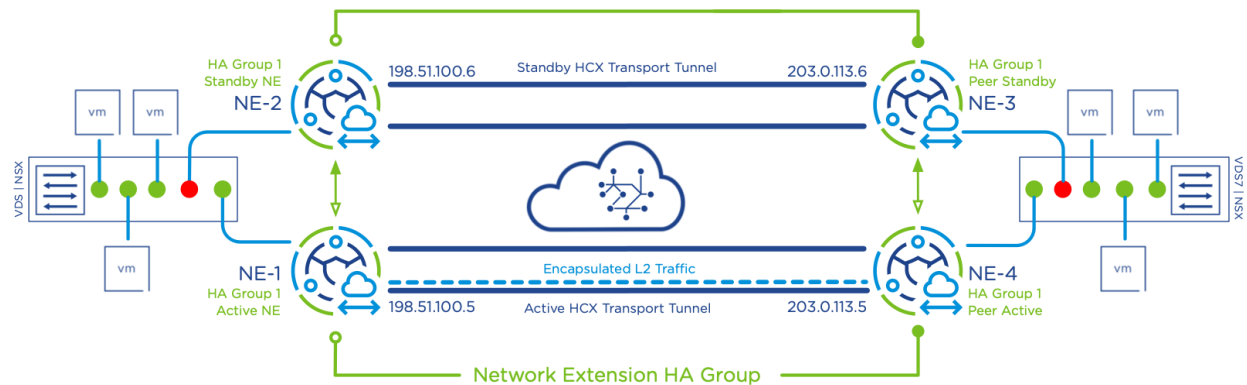 HA Group 1
Standby NE
NE-2
198.51.100.6
Standby HCX Transport Tunnel
203.0.113.6
HA Group 1
Peer Standby
NE-3
vm
vm
vm
vm
VDS | NSX
VDS7 | NSX
vm
vm
NE-1
HA Group 1
Active NE
Encapsulated L2 Traffic
198.51.100.5
Active HCX Transport Tunnel
203.0.113.5
NE-4
HA Group 1
Peer Active
Network Extension HA Group